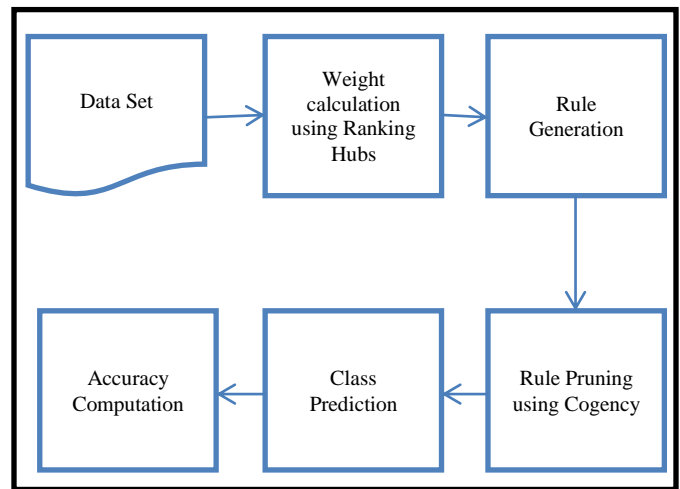 Data Set
Weight
calculation
using Ranking
Hubs
Rule
Generation
Accuracy
Computation
Class
Prediction
Rule Pruning
using Cogency